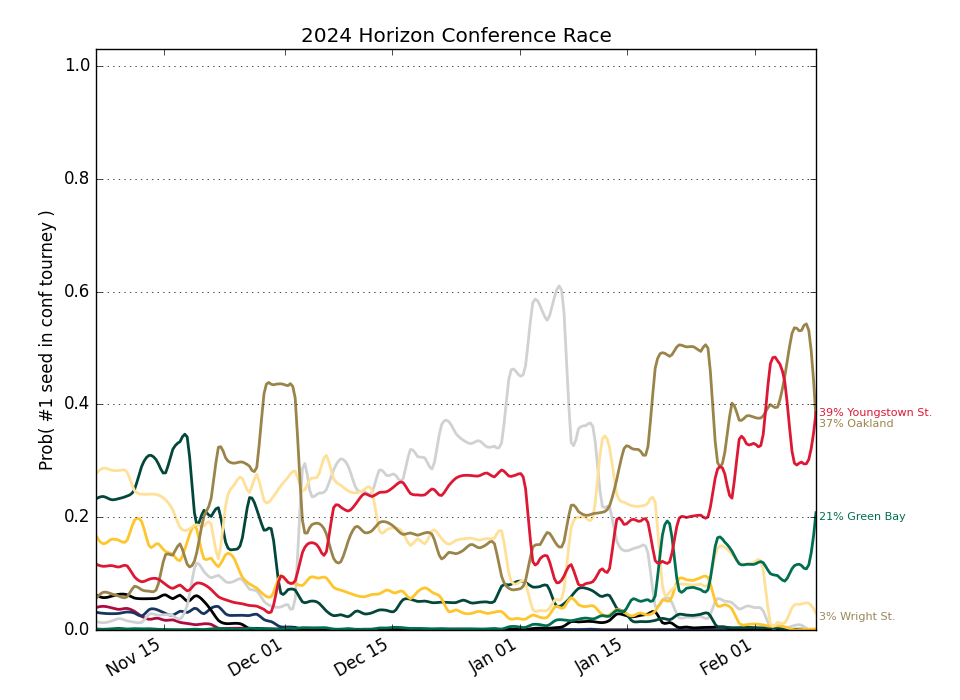 2024 Horizon Conference Race
Prob( #1 seed in conf tourney )
1.0
0.8
0.6
0.4
0.2
0.0
39% Youngstown St.
37% Oakland
21% Green Bay
3% Wright St.
Nov 15
Dec 01
Dec 15
Jan 01
Jan 15
Feb 01